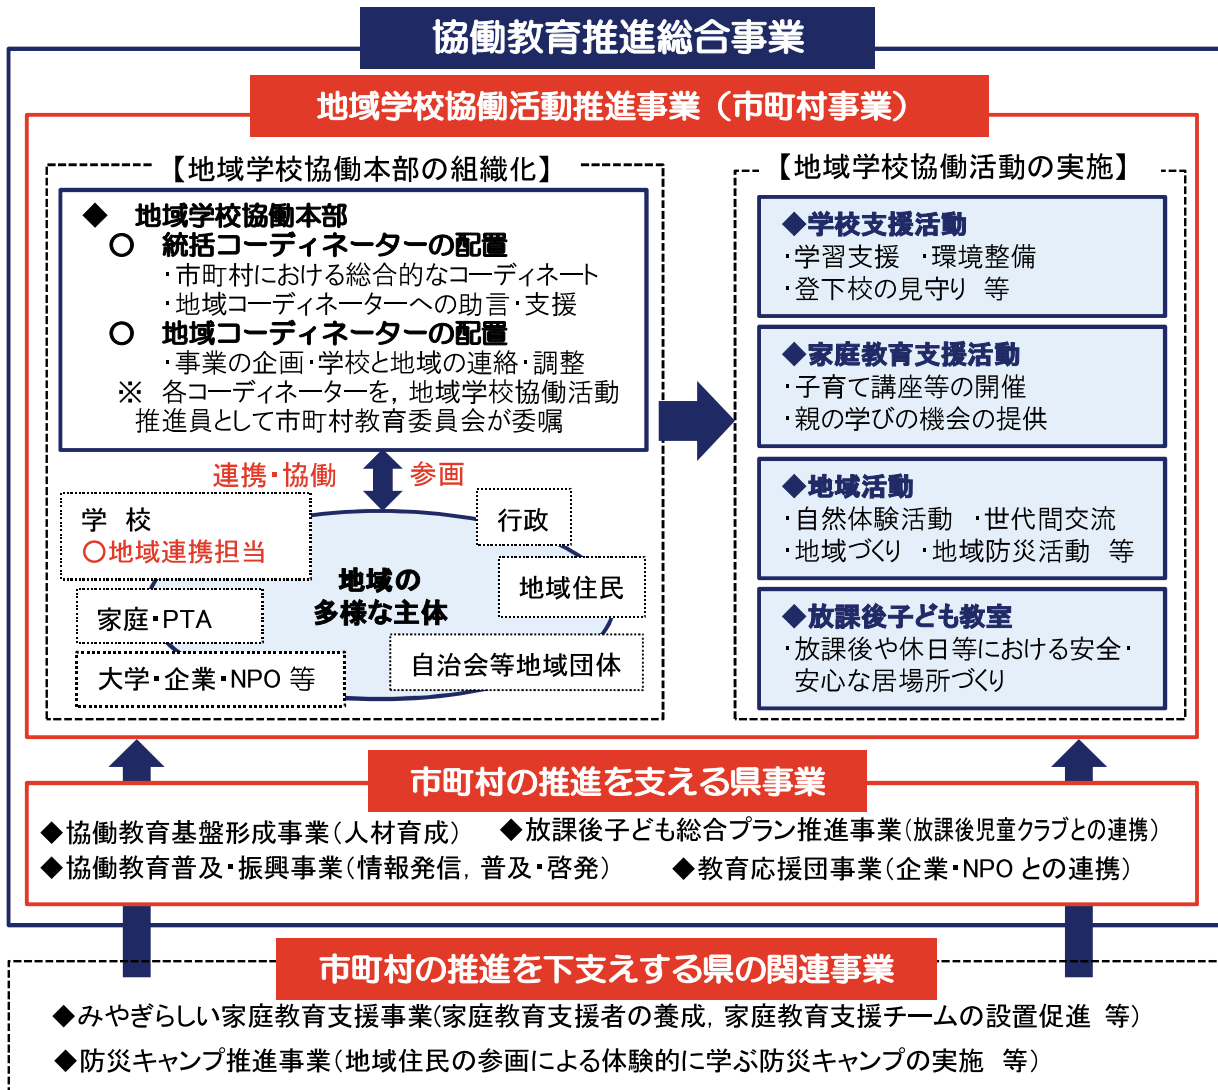 協働教育推進総合事業
地域学校協働活動推進事業（市町村事業）
【地域学校協働本部の組織化】
◆ 地域学校協働本部
○ 統括コーディネーターの配置
・市町村における総合的なコーディネート
・地域コーディネーターへの助言・支援
○ 地域コーディネーターの配置
・事業の企画・学校と地域の連絡・調整
※ 各コーディネーターを，地域学校協働活動
推進員として市町村教育委員会が委嘱
連携・協働 参画
学 校
○地域連携担当
家庭・PTA
大学・企業・NPO 等
地域の
多様な主体
行政
地域住民
自治会等地域団体
【地域学校協働活動の実施】
◆学校支援活動
・学習支援 ・環境整備
・登下校の見守り 等
◆家庭教育支援活動
・子育て講座等の開催
・親の学びの機会の提供
◆地域活動
・自然体験活動 ・世代間交流
・地域づくり ・地域防災活動 等
◆放課後子ども教室
・放課後や休日等における安全・
安心な居場所づくり
市町村の推進を支える県事業
◆協働教育基盤形成事業（人材育成） ◆放課後子ども総合プラン推進事業（放課後児童クラブとの連携）
◆協働教育普及・振興事業（情報発信，普及・啓発） ◆教育応援団事業（企業・NPO との連携）
市町村の推進を下支えする県の関連事業
◆みやぎらしい家庭教育支援事業（家庭教育支援者の養成，家庭教育支援チームの設置促進 等）
◆防災キャンプ推進事業（地域住民の参画による体験的に学ぶ防災キャンプの実施 等）